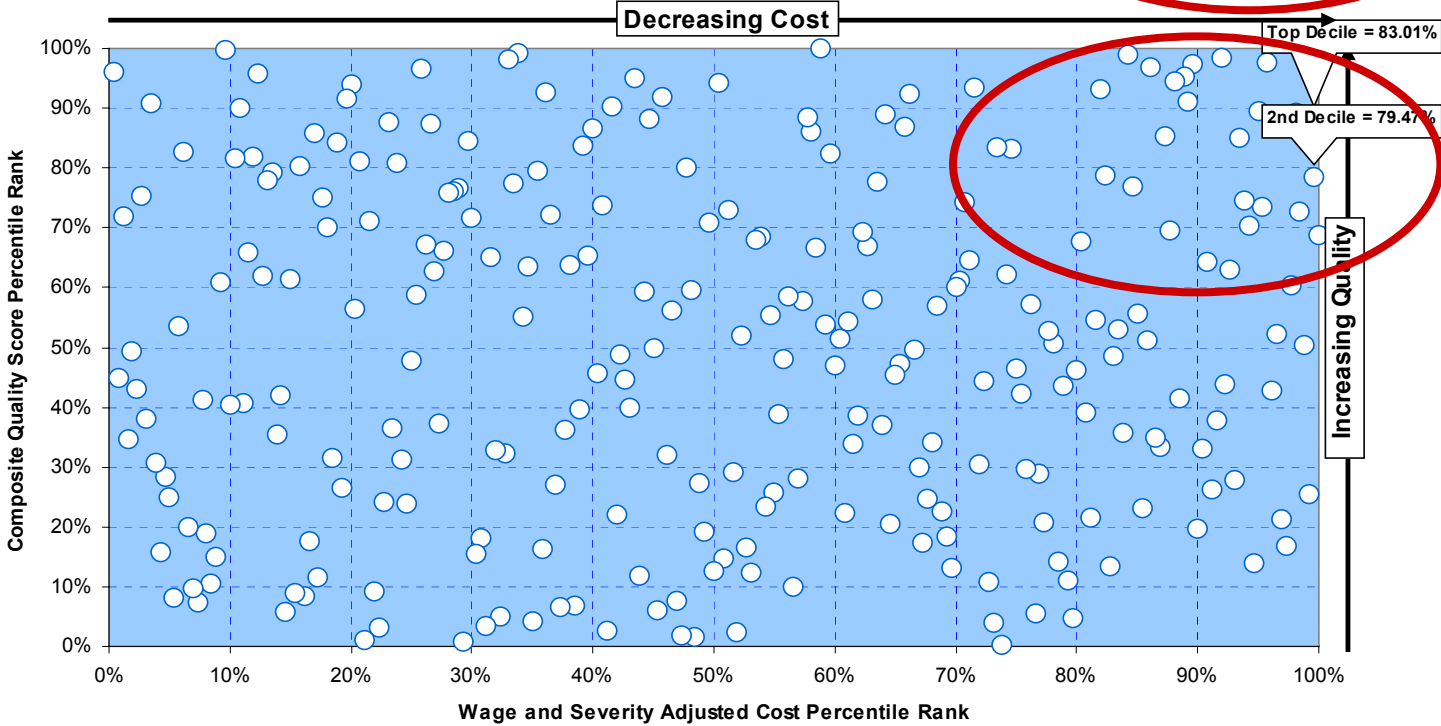 Decreasing Cost
Top Decile = 83.01%
2nd Decile = 79.47%
Increasing Quality
Composite Quality Score Percentile Rank
100%
90%
80%
70%
60%
50%
40%
30%
20%
10%
0%
0% 10% 20% 30% 40% 50% 60% 70% 80% 90% 100%
Wage and Severity Adjusted Cost Percentile Rank